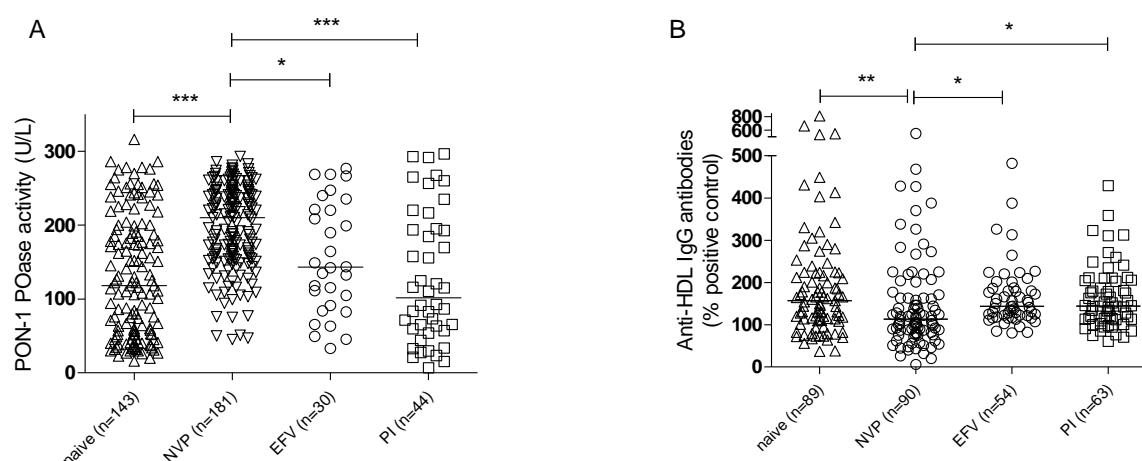 A
***
*
***
PON-1 POase activity (U/L)
300
200
100
0
naive (n=143)
NVP (n=181)
EFV (n=30)
PI (n=44)
B
*
**
*
Anti-HDL IgG antibodies
(% positive control)
800
600
500
400
300
200
100
0
naive (n=89)
NVP (n=90)
EFV (n=54)
PI (n=63)